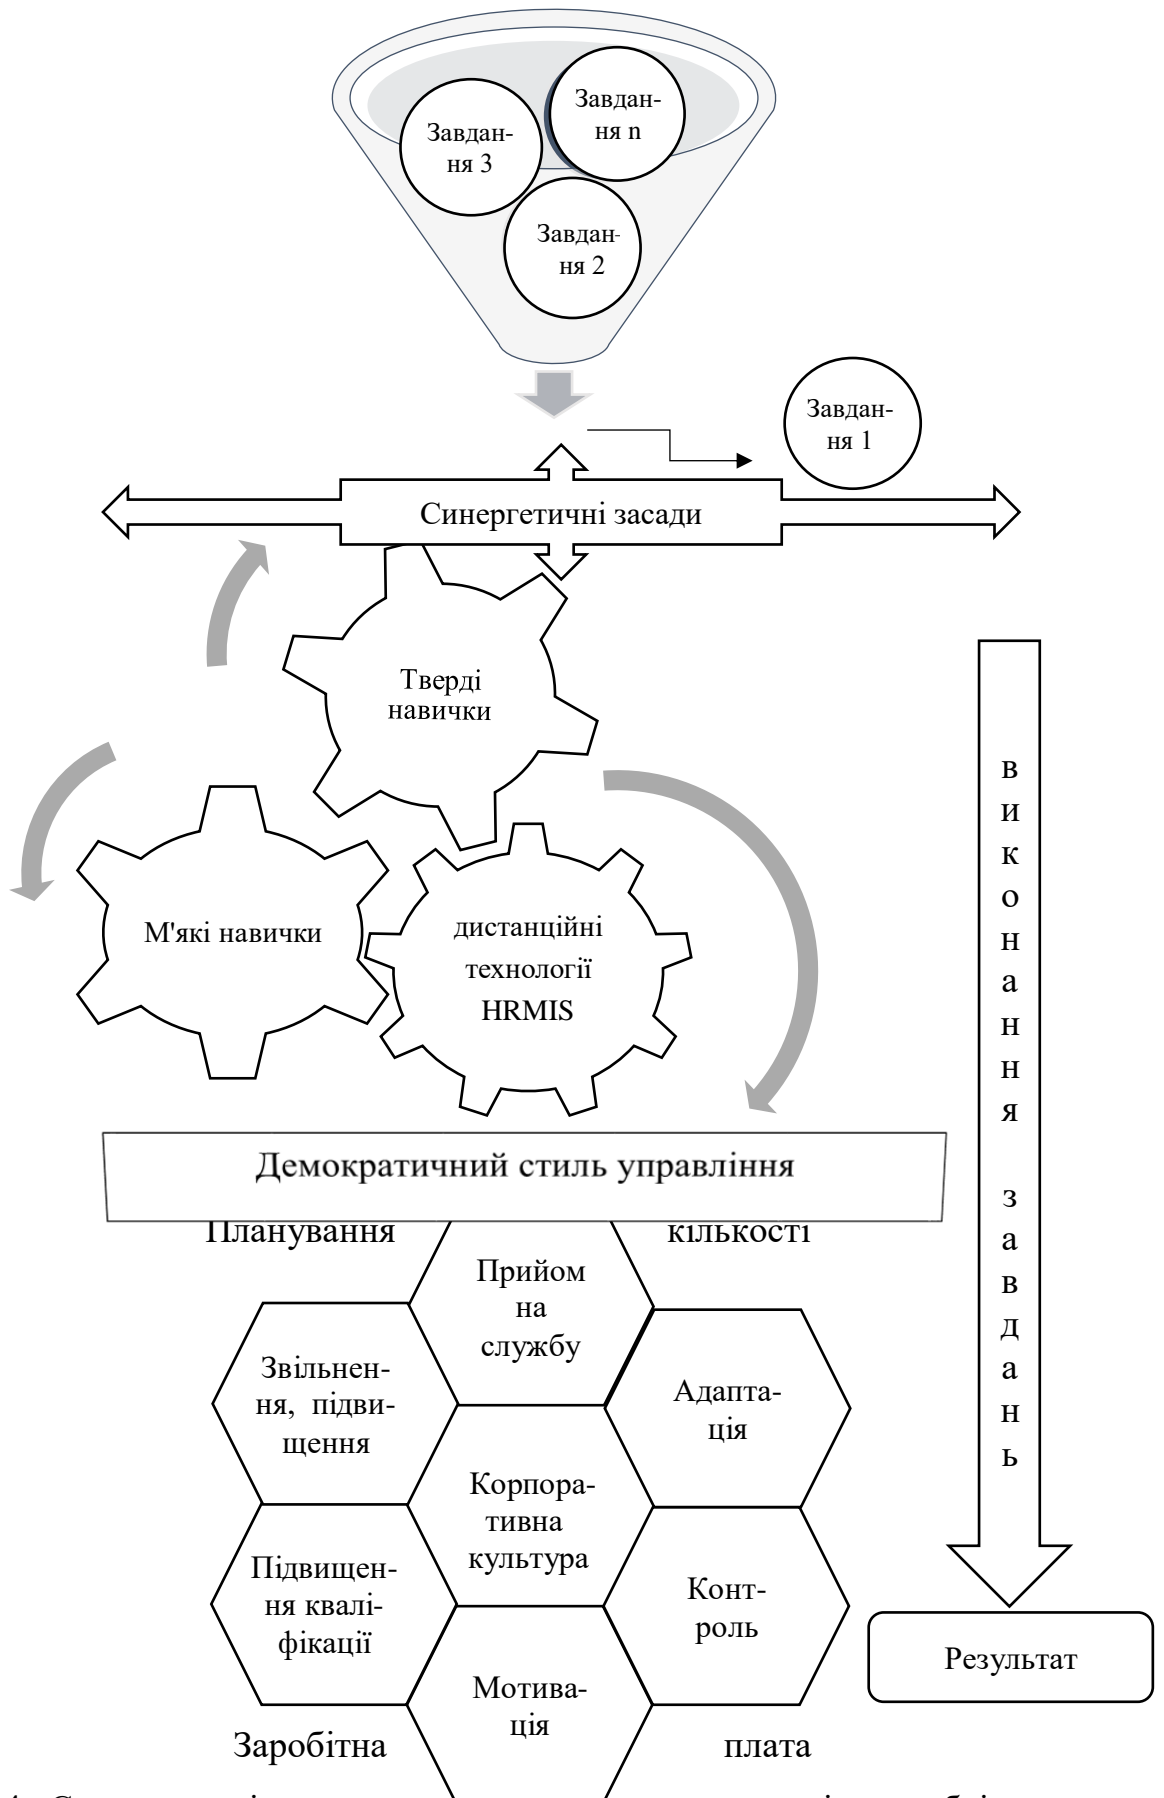 Завдан-
ня n
Завдан-
ня 3
Завдан-
ня 2
Завдан-
ня 1
Синергетичні засади
Тверді
навички
М'які навички
дистанційні
технології
HRMIS
виконання завдань
Демократичний стиль управління
Планування
кількості
Прийом
на
службу
Звільнен-
ня, підви-
щення
Адапта-
ція
Корпора-
тивна
культура
Підвищен-
ня квалі-
фікації
Конт-
роль
Результат
Мотива-
ція
Заробітна
плата